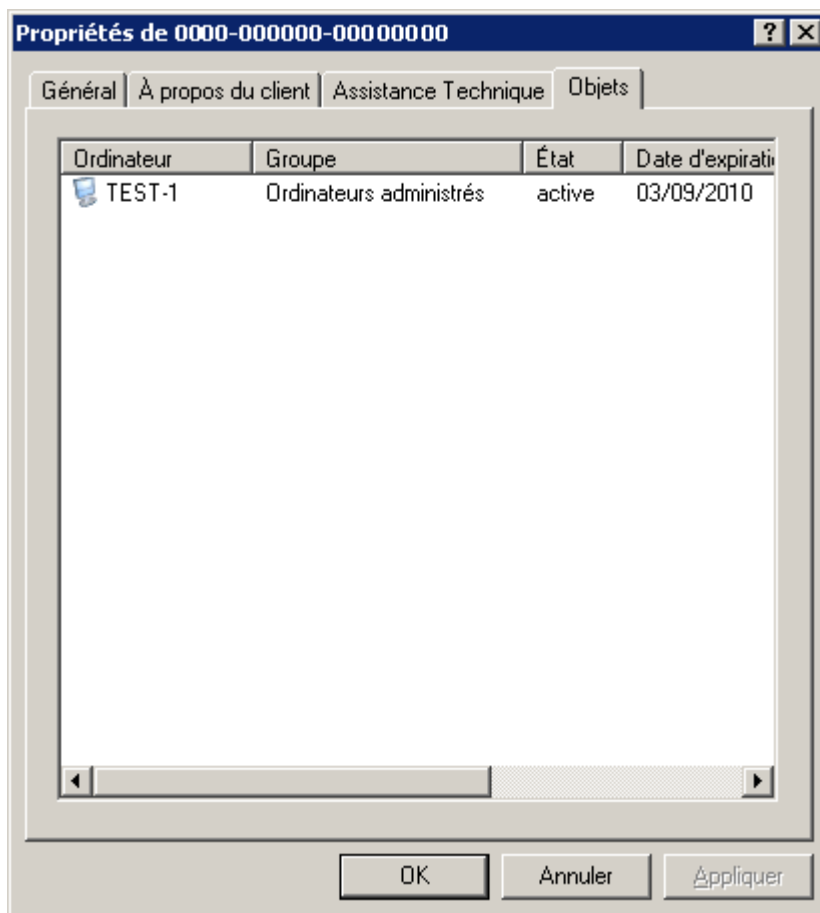 Propriétés de 0000-000000-00000000
Général À propos du client Assistance Technique Objets
Ordinateur Groupe État Date d'expirati
TEST-1 Ordinateurs administrés active 03/09/2010
OK Annuler Appliquer